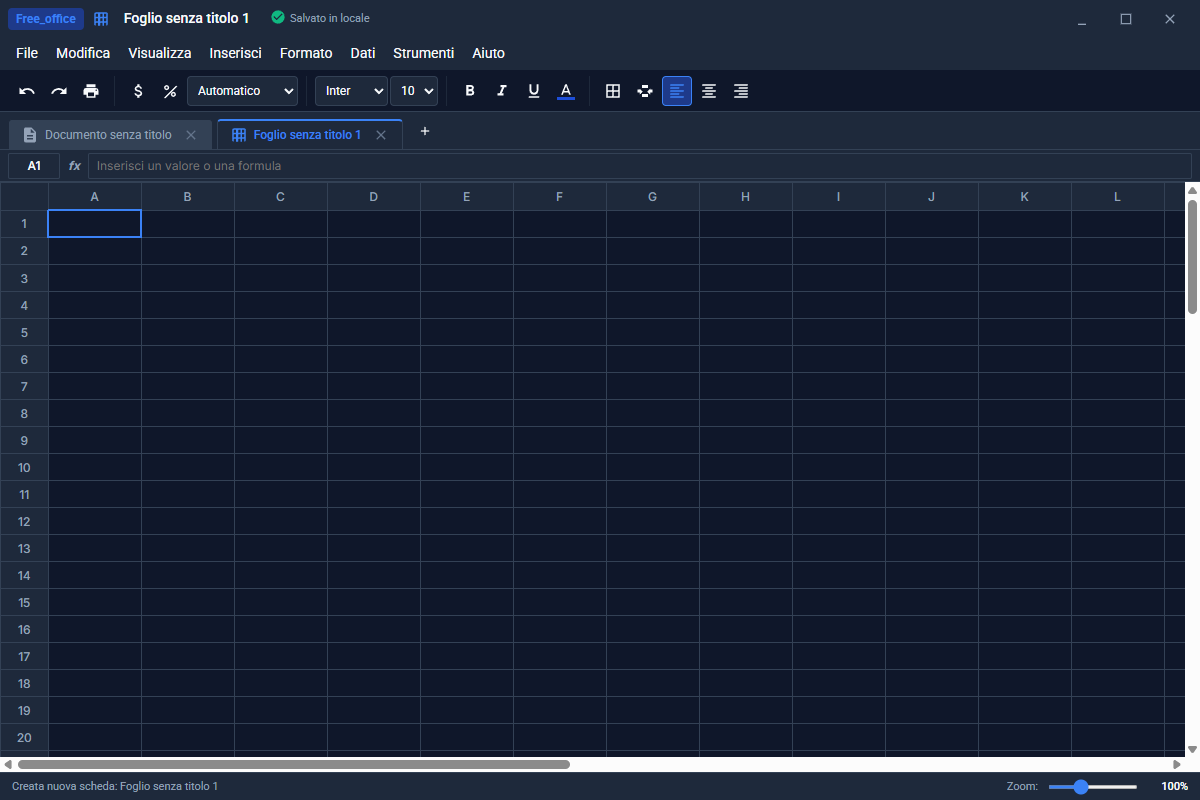 Free_office Foglio senza titolo 1 Salvato in locale
File Modifica Visualizza Inserisci Formato Dati Strumenti Aiuto
$ % Automatico Inter 10 B I U A
Documento senza titolo Foglio senza titolo 1 +
A1 fx Inserisci un valore o una formula
A B C D E F G H I J K L
1
2
3
4
5
6
7
8
9
10
11
12
13
14
15
16
17
18
19
20
Creata nuova scheda: Foglio senza titolo 1 Zoom: 100%